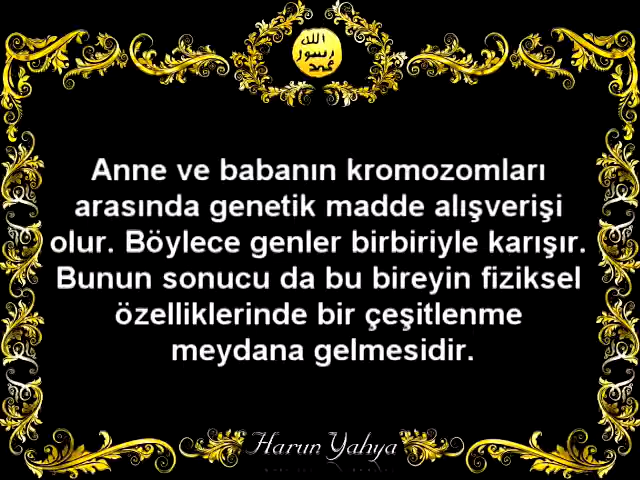 الله
رسول
محمد
Anne ve babanın kromozomları
arasında genetik madde alışverişi
olur. Böylece genler birbiriyle karışır.
Bunun sonucu da bu bireyin fiziksel
özelliklerinde bir çeşitlenme
meydana gelmesidir.
Harun Yahya